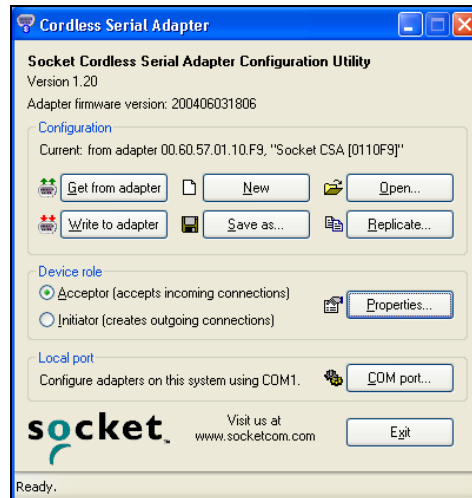 Cordless Serial Adapter
Socket Cordless Serial Adapter Configuration Utility
Version 1.20
Adapter firmware version: 200406031806
Configuration
Current: from adapter 00.60.57.01.10.F9, "Socket CSA [0110F9]"
Get from adapter New Open...
Write to adapter Save as... Replicate...
Device role
Acceptor (accepts incoming connections)
Properties...
Initiator (creates outgoing connections)
Local port
Configure adapters on this system using COM1. COM port...
socket™
Visit us at
www.socketcom.com
Exit
Ready.